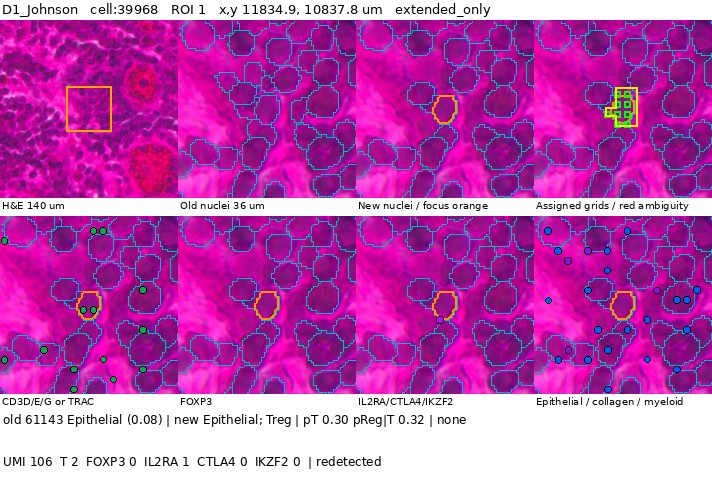 D1_Johnson   cell:39968   ROI 1   x,y 11834.9, 10837.8 um   extended_only
H&E 140 um
Old nuclei 36 um
New nuclei / focus orange
Assigned grids / red ambiguity
CD3D/E/G or TRAC
FOXP3
IL2RA/CTLA4/IKZF2
Epithelial / collagen / myeloid
old 61143 Epithelial (0.08) | new Epithelial; Treg | pT 0.30 pReg|T 0.32 | none
UMI 106  T 2  FOXP3 0  IL2RA 1  CTLA4 0  IKZF2 0  | redetected